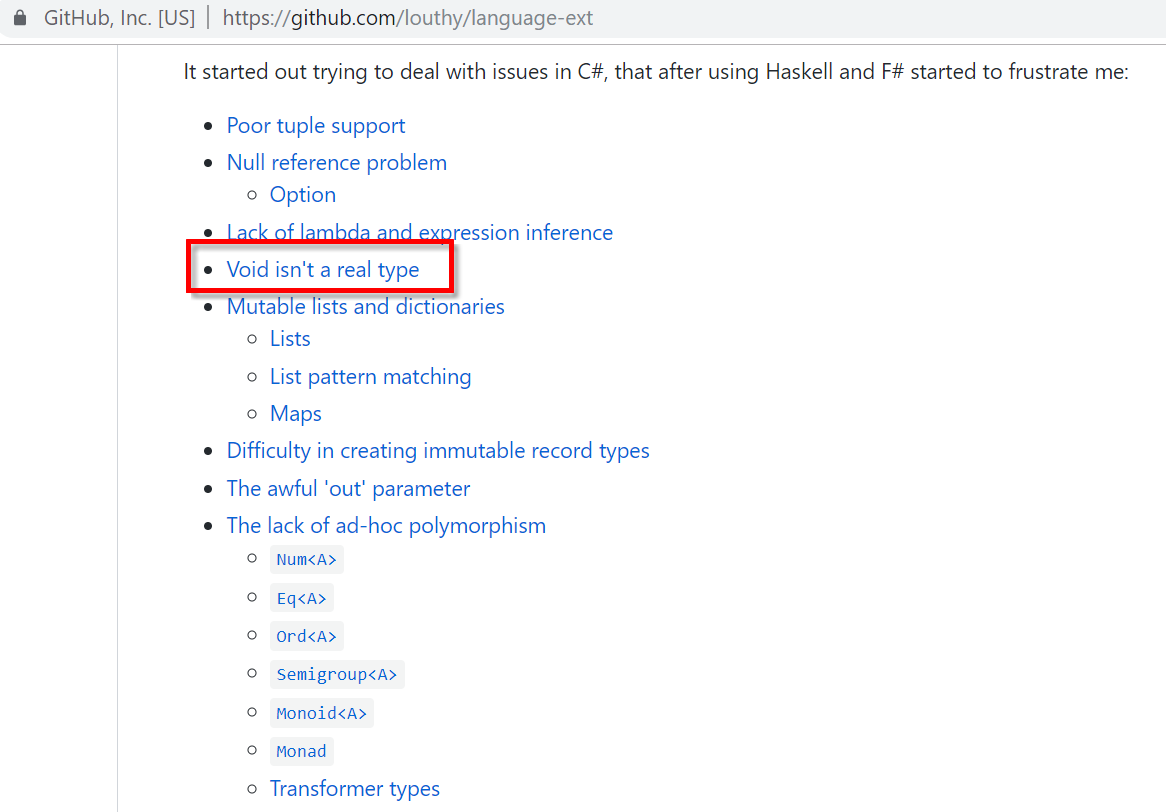 GitHub, Inc. [US] | https://github.com/louthy/language-ext
It started out trying to deal with issues in C#, that after using Haskell and F# started to frustrate me:
Poor tuple support
Null reference problem
Option
Lack of lambda and expression inference
Void isn't a real type
Mutable lists and dictionaries
Lists
List pattern matching
Maps
Difficulty in creating immutable record types
The awful 'out' parameter
The lack of ad-hoc polymorphism
Num<A>
Eq<A>
Ord<A>
Semigroup<A>
Monoid<A>
Monad
Transformer types